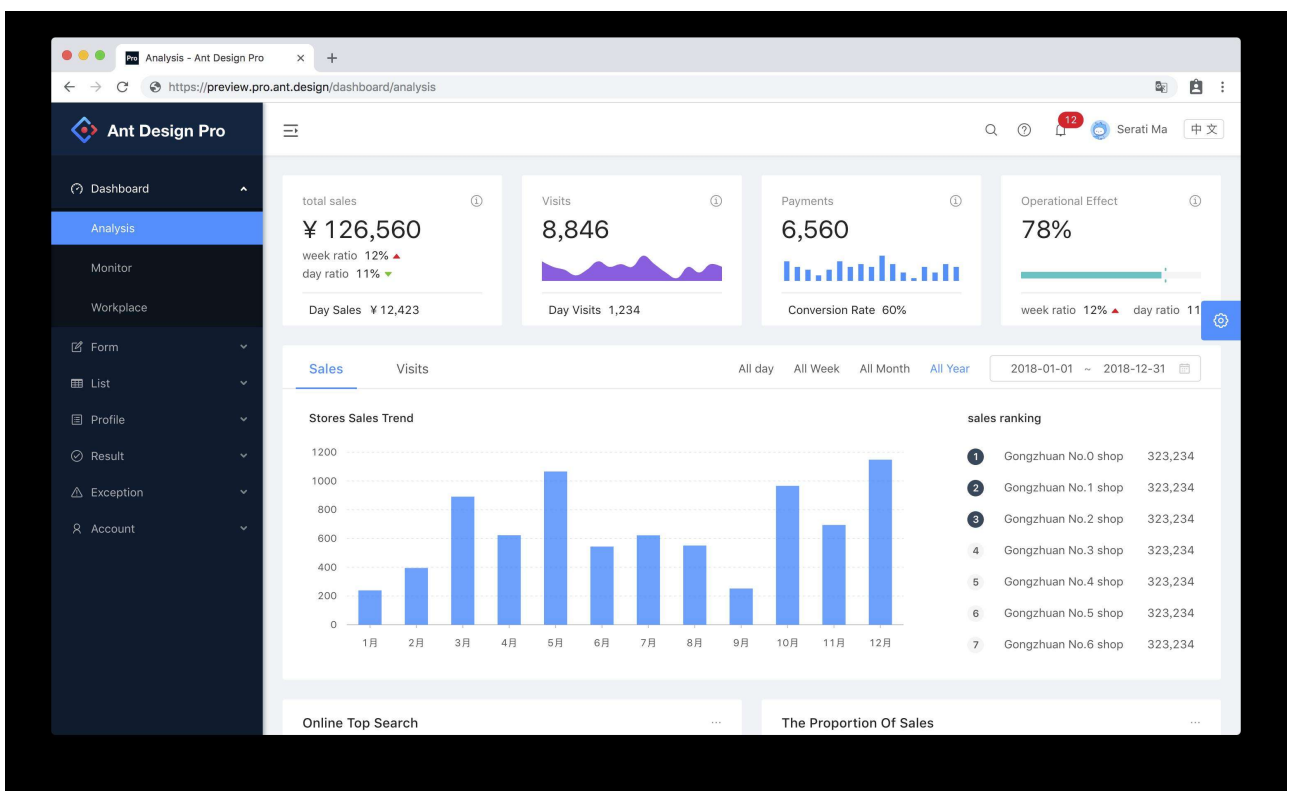 Pro Analysis - Ant Design Pro
https://preview.pro.ant.design/dashboard/analysis
Ant Design Pro
12
Serati Ma
中文
Dashboard
Analysis
Monitor
Workplace
Form
List
Profile
Result
Exception
Account
total sales
¥ 126,560
week ratio 12%
day ratio 11%
Day Sales ¥ 12,423
Visits
8,846
Day Visits 1,234
Payments
6,560
Conversion Rate 60%
Operational Effect
78%
week ratio 12% day ratio 11
Sales Visits All day All Week All Month All Year 2018-01-01 ~ 2018-12-31
Stores Sales Trend
1200
1000
800
600
400
200
0
1月 2月 3月 4月 5月 6月 7月 8月 9月 10月 11月 12月
sales ranking
1 Gongzhuan No.0 shop 323,234
2 Gongzhuan No.1 shop 323,234
3 Gongzhuan No.2 shop 323,234
4 Gongzhuan No.3 shop 323,234
5 Gongzhuan No.4 shop 323,234
6 Gongzhuan No.5 shop 323,234
7 Gongzhuan No.6 shop 323,234
Online Top Search
The Proportion Of Sales